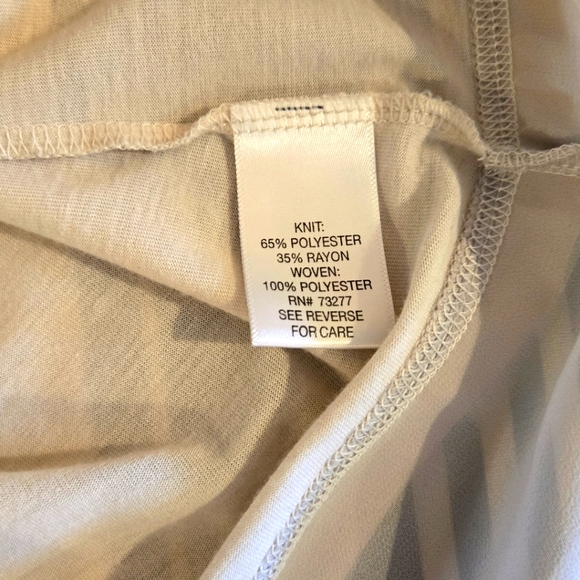 KNIT:
65% POLYESTER
35% RAYON
WOVEN:
100% POLYESTER
RN# 73277
SEE REVERSE
FOR CARE